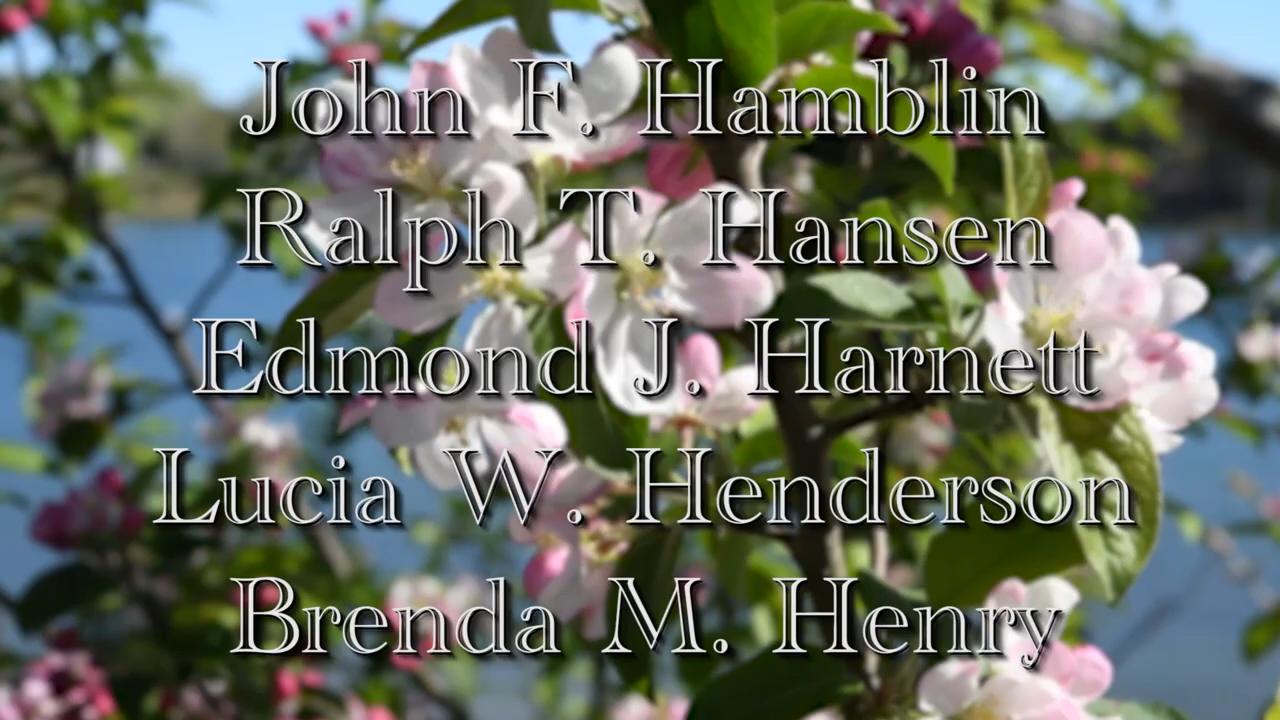 John F. Hamblin
Ralph T. Hansen
Edmond J. Harnett
Lucia W. Henderson
Brenda M. Henry